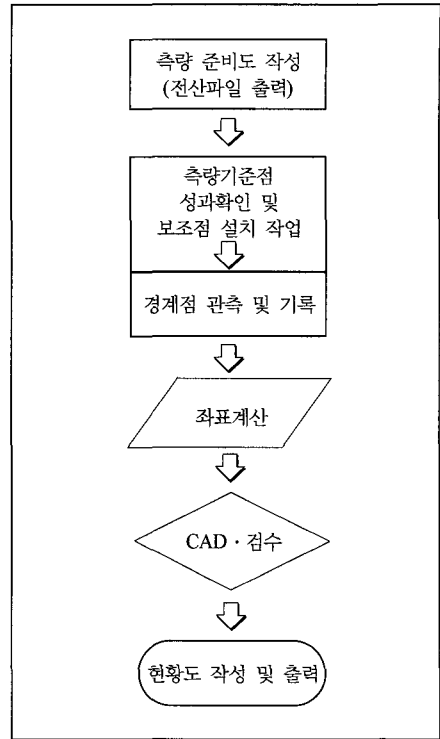 측량 준비도 작성
(전산파일 출력)
측량기준점
성과확인 및
보조점 설치 작업
경계점 관측 및 기록
좌표계산
CAD · 검수
현황도 작성 및 출력